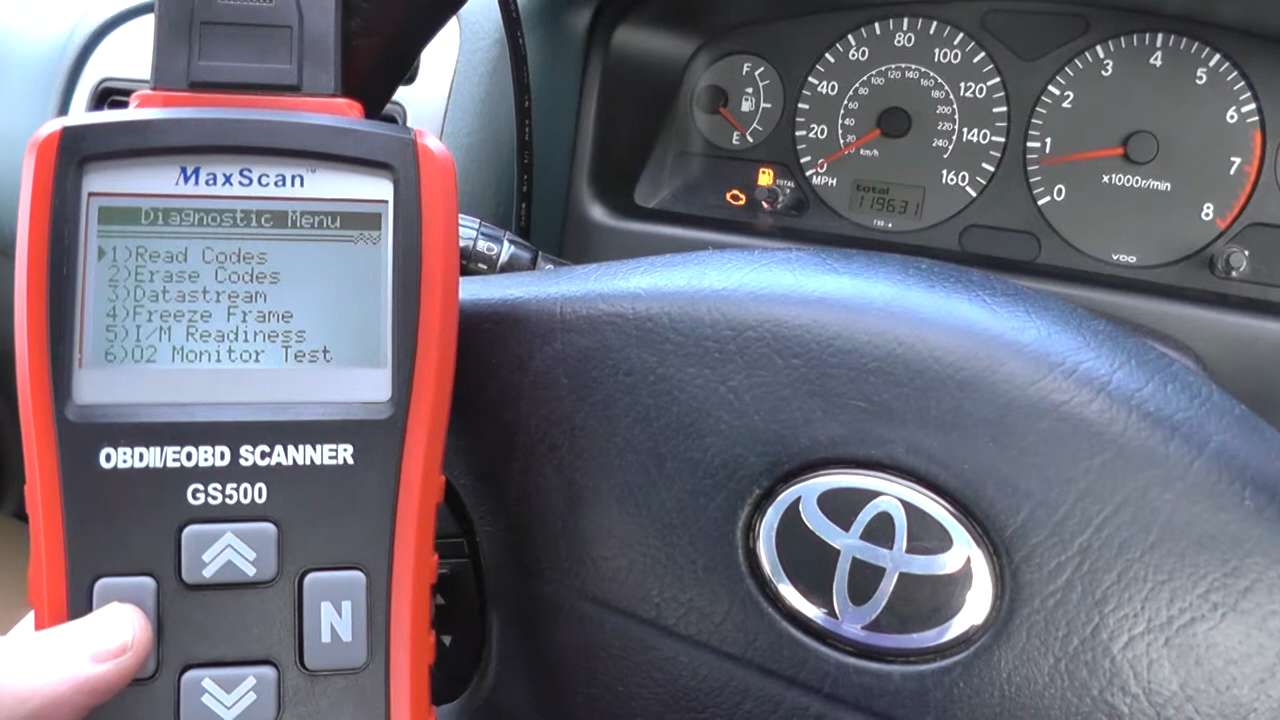 MaxScan™
Diagnostic Menu
1)Read Codes
2)Erase Codes
3)Datastream
4)Freeze Frame
5)I/M Readiness
6)O2 Monitor Test
OBDII/EOBD SCANNER
GS500
N
F
E
TOTAL
0 20 40 60 80 100 120 140 160
20 40 60 80 100 120 140 160 180 200 220 240
km/h
MPH
total
119631
0 1 2 3 4 5 6 7 8
x1000r/min
VDO